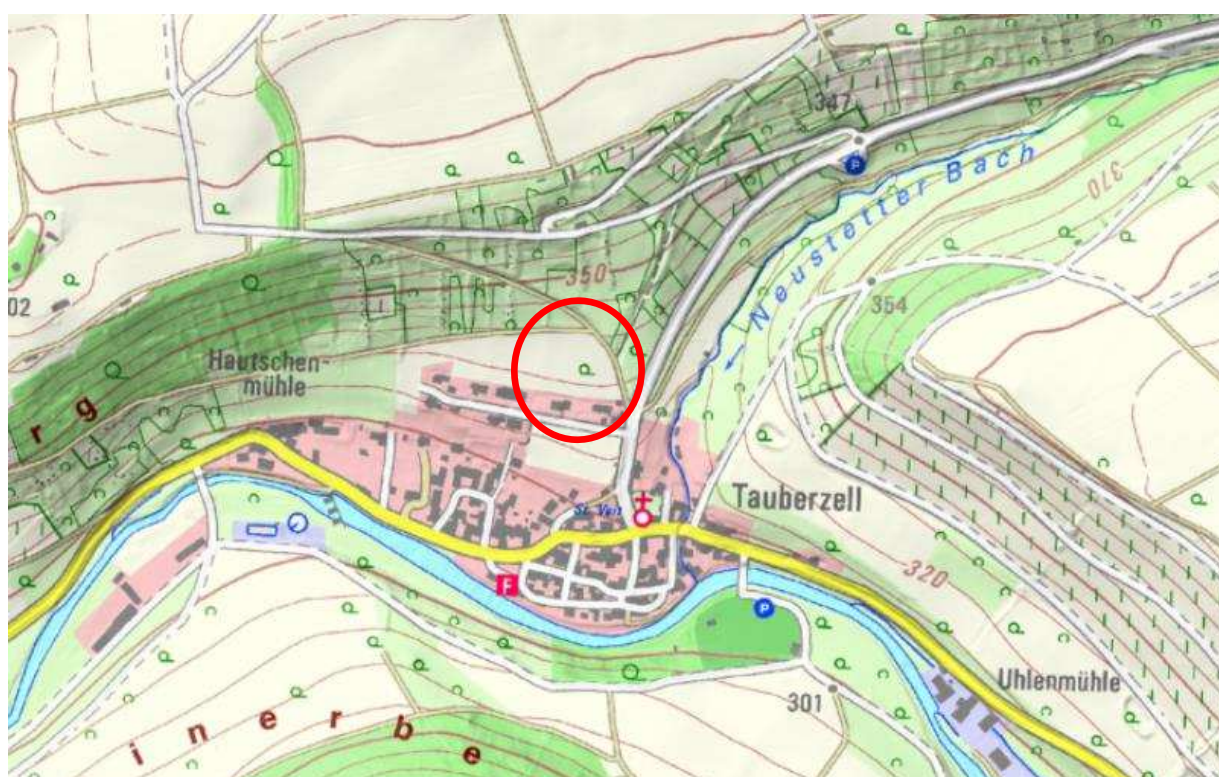 347
Neustetter Bach
370
P
350
354
02
Hautschen-
mühle
r g
Tauberzell
St. Veit
320
F
P
Uhlenmühle
301
i n e r b e